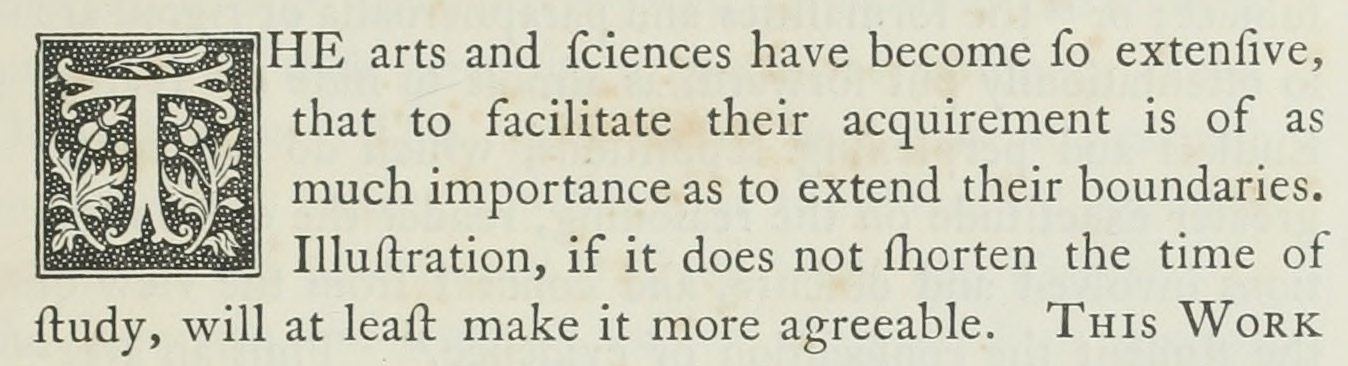 THE arts and ſciences have become ſo extenſive,
that to facilitate their acquirement is of as
much importance as to extend their boundaries.
Illuſtration, if it does not ſhorten the time of
ſtudy, will at leaſt make it more agreeable. THIS WORK